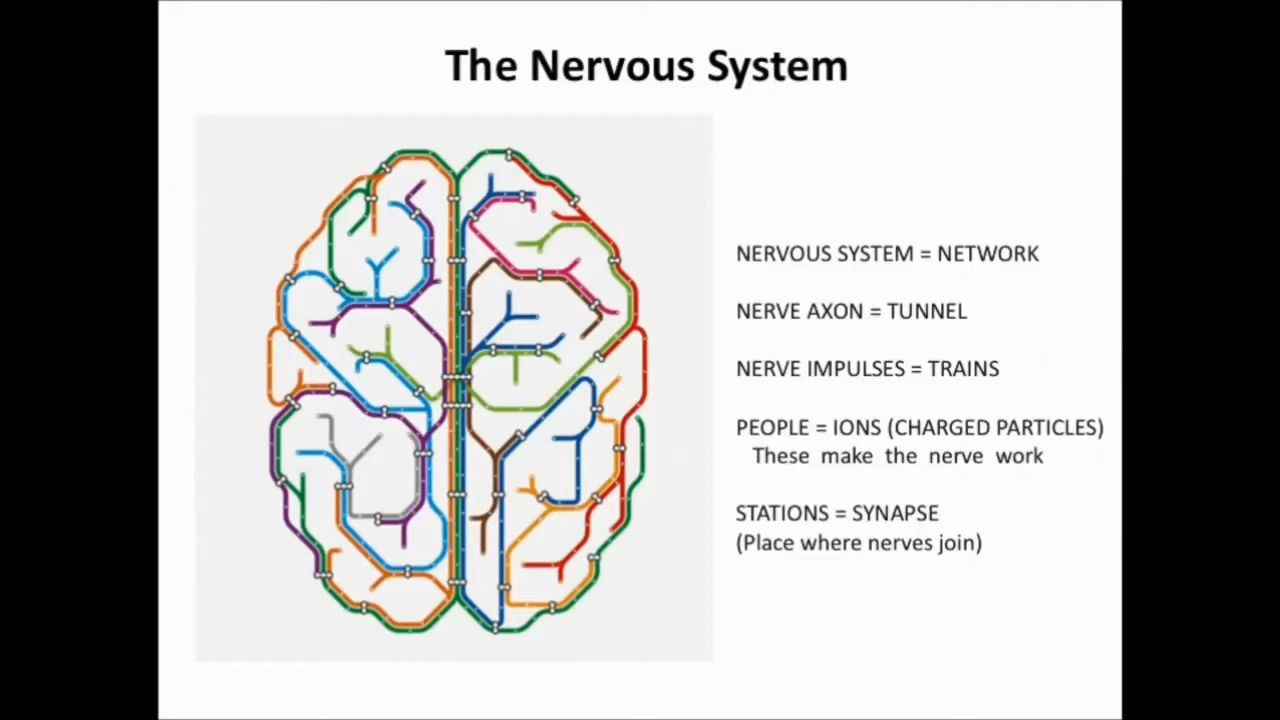 The Nervous System
NERVOUS SYSTEM = NETWORK
NERVE AXON = TUNNEL
NERVE IMPULSES = TRAINS
PEOPLE = IONS (CHARGED PARTICLES)
These make the nerve work
STATIONS = SYNAPSE
(Place where nerves join)